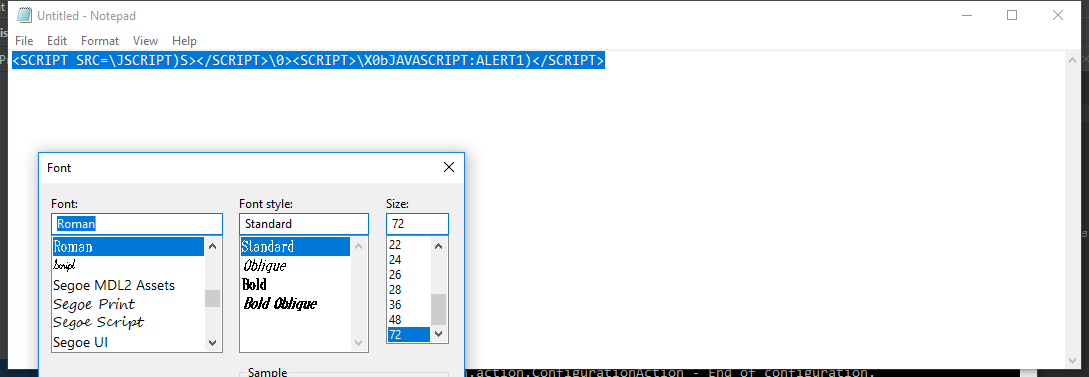 Untitled - Notepad
File Edit Format View Help
<SCRIPT SRC=\JSCRIPT)S></SCRIPT>\0><SCRIPT>\X0bJAVASCRIPT:ALERT1)</SCRIPT>
Font
Font: Font style: Size:
Roman Standard 72
Roman Standard 22
Script Oblique 24
Segoe MDL2 Assets Bold 26
Segoe Print Bold Oblique 28
Segoe Script 36
Segoe UI 48
72
Sample
.action.ConfigurationAction - End of configuration.